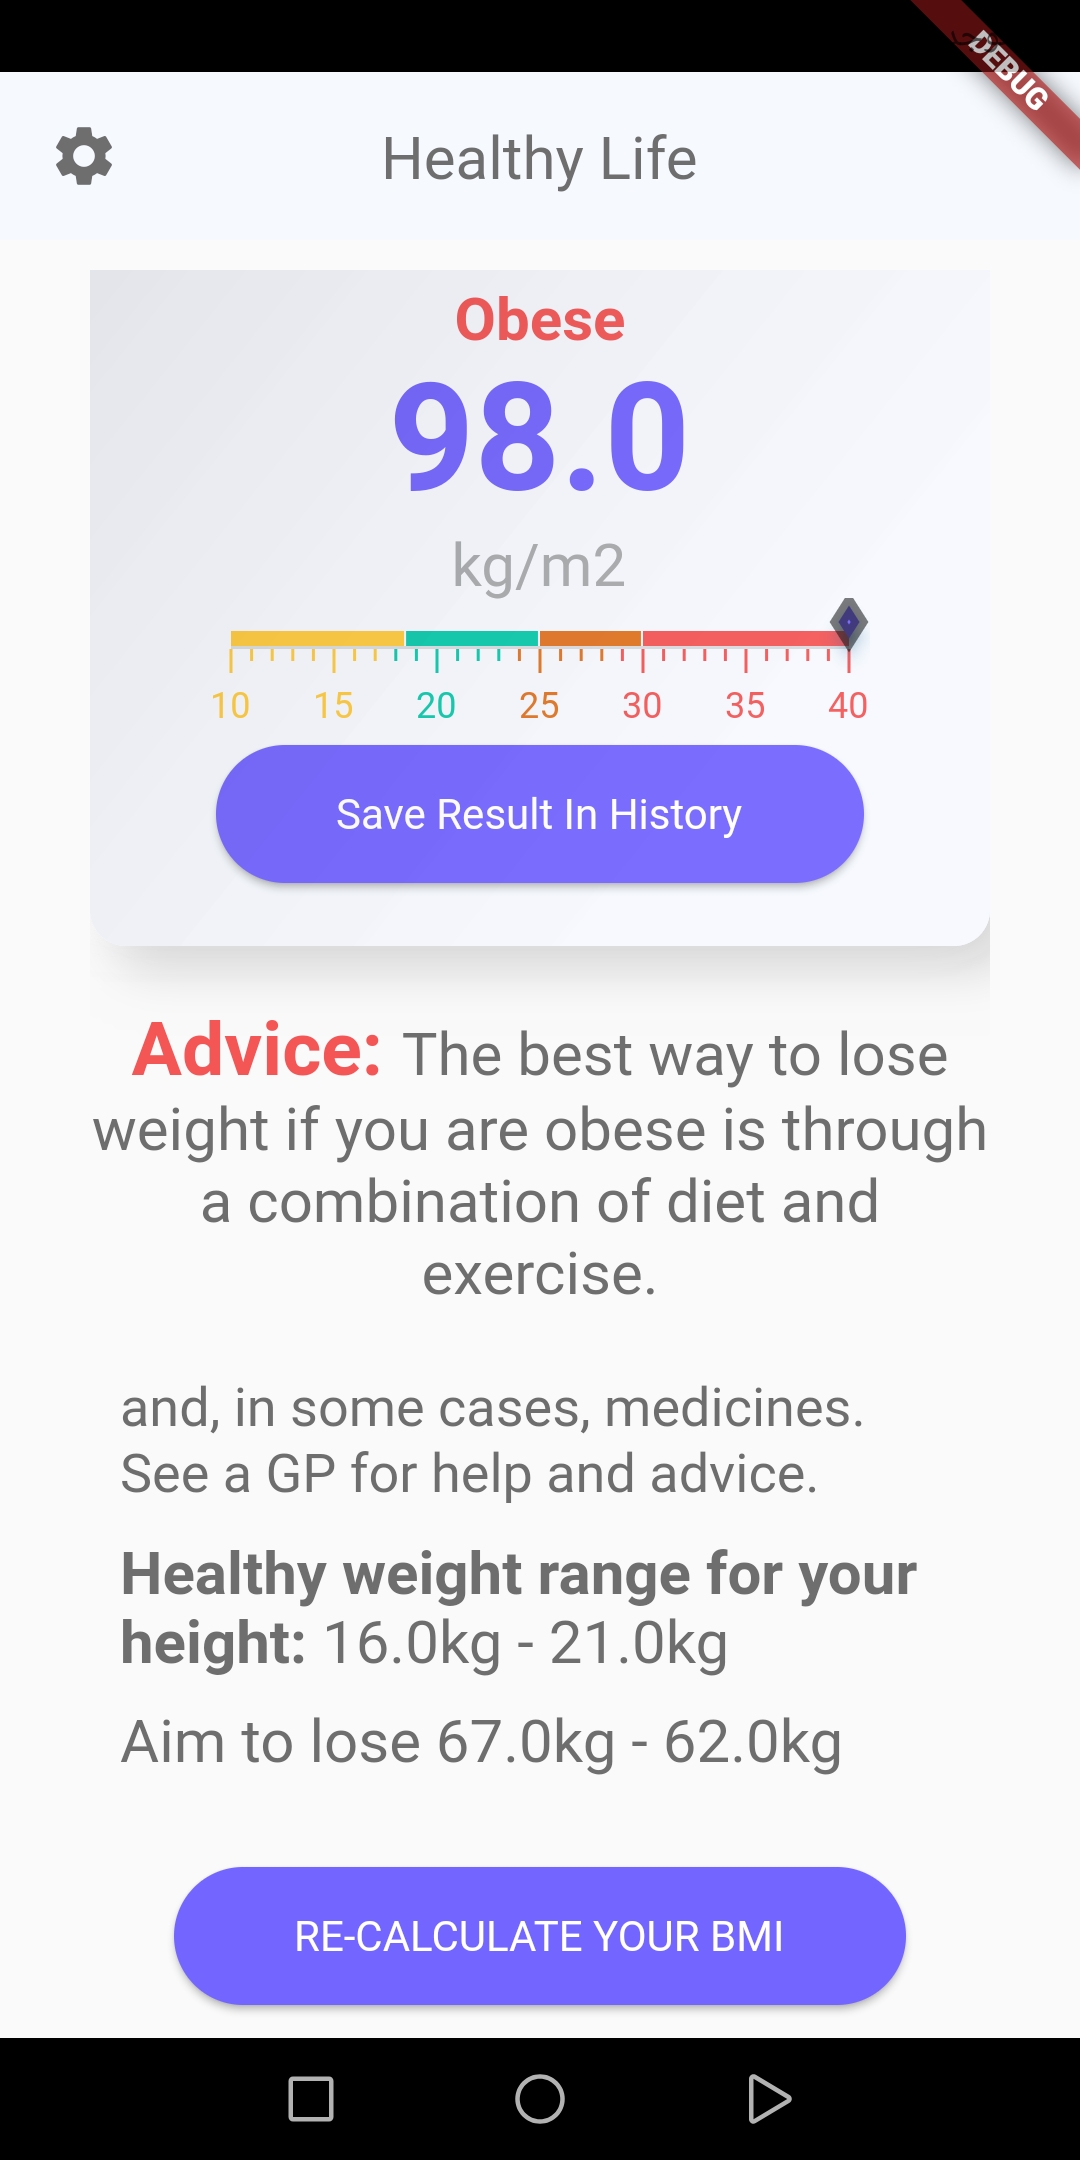 DEBUG
Healthy Life
Obese
98.0
kg/m2
10 15 20 25 30 35 40
Save Result In History
Advice: The best way to lose
weight if you are obese is through
a combination of diet and
exercise.
and, in some cases, medicines.
See a GP for help and advice.
Healthy weight range for your
height: 16.0kg - 21.0kg
Aim to lose 67.0kg - 62.0kg
RE-CALCULATE YOUR BMI